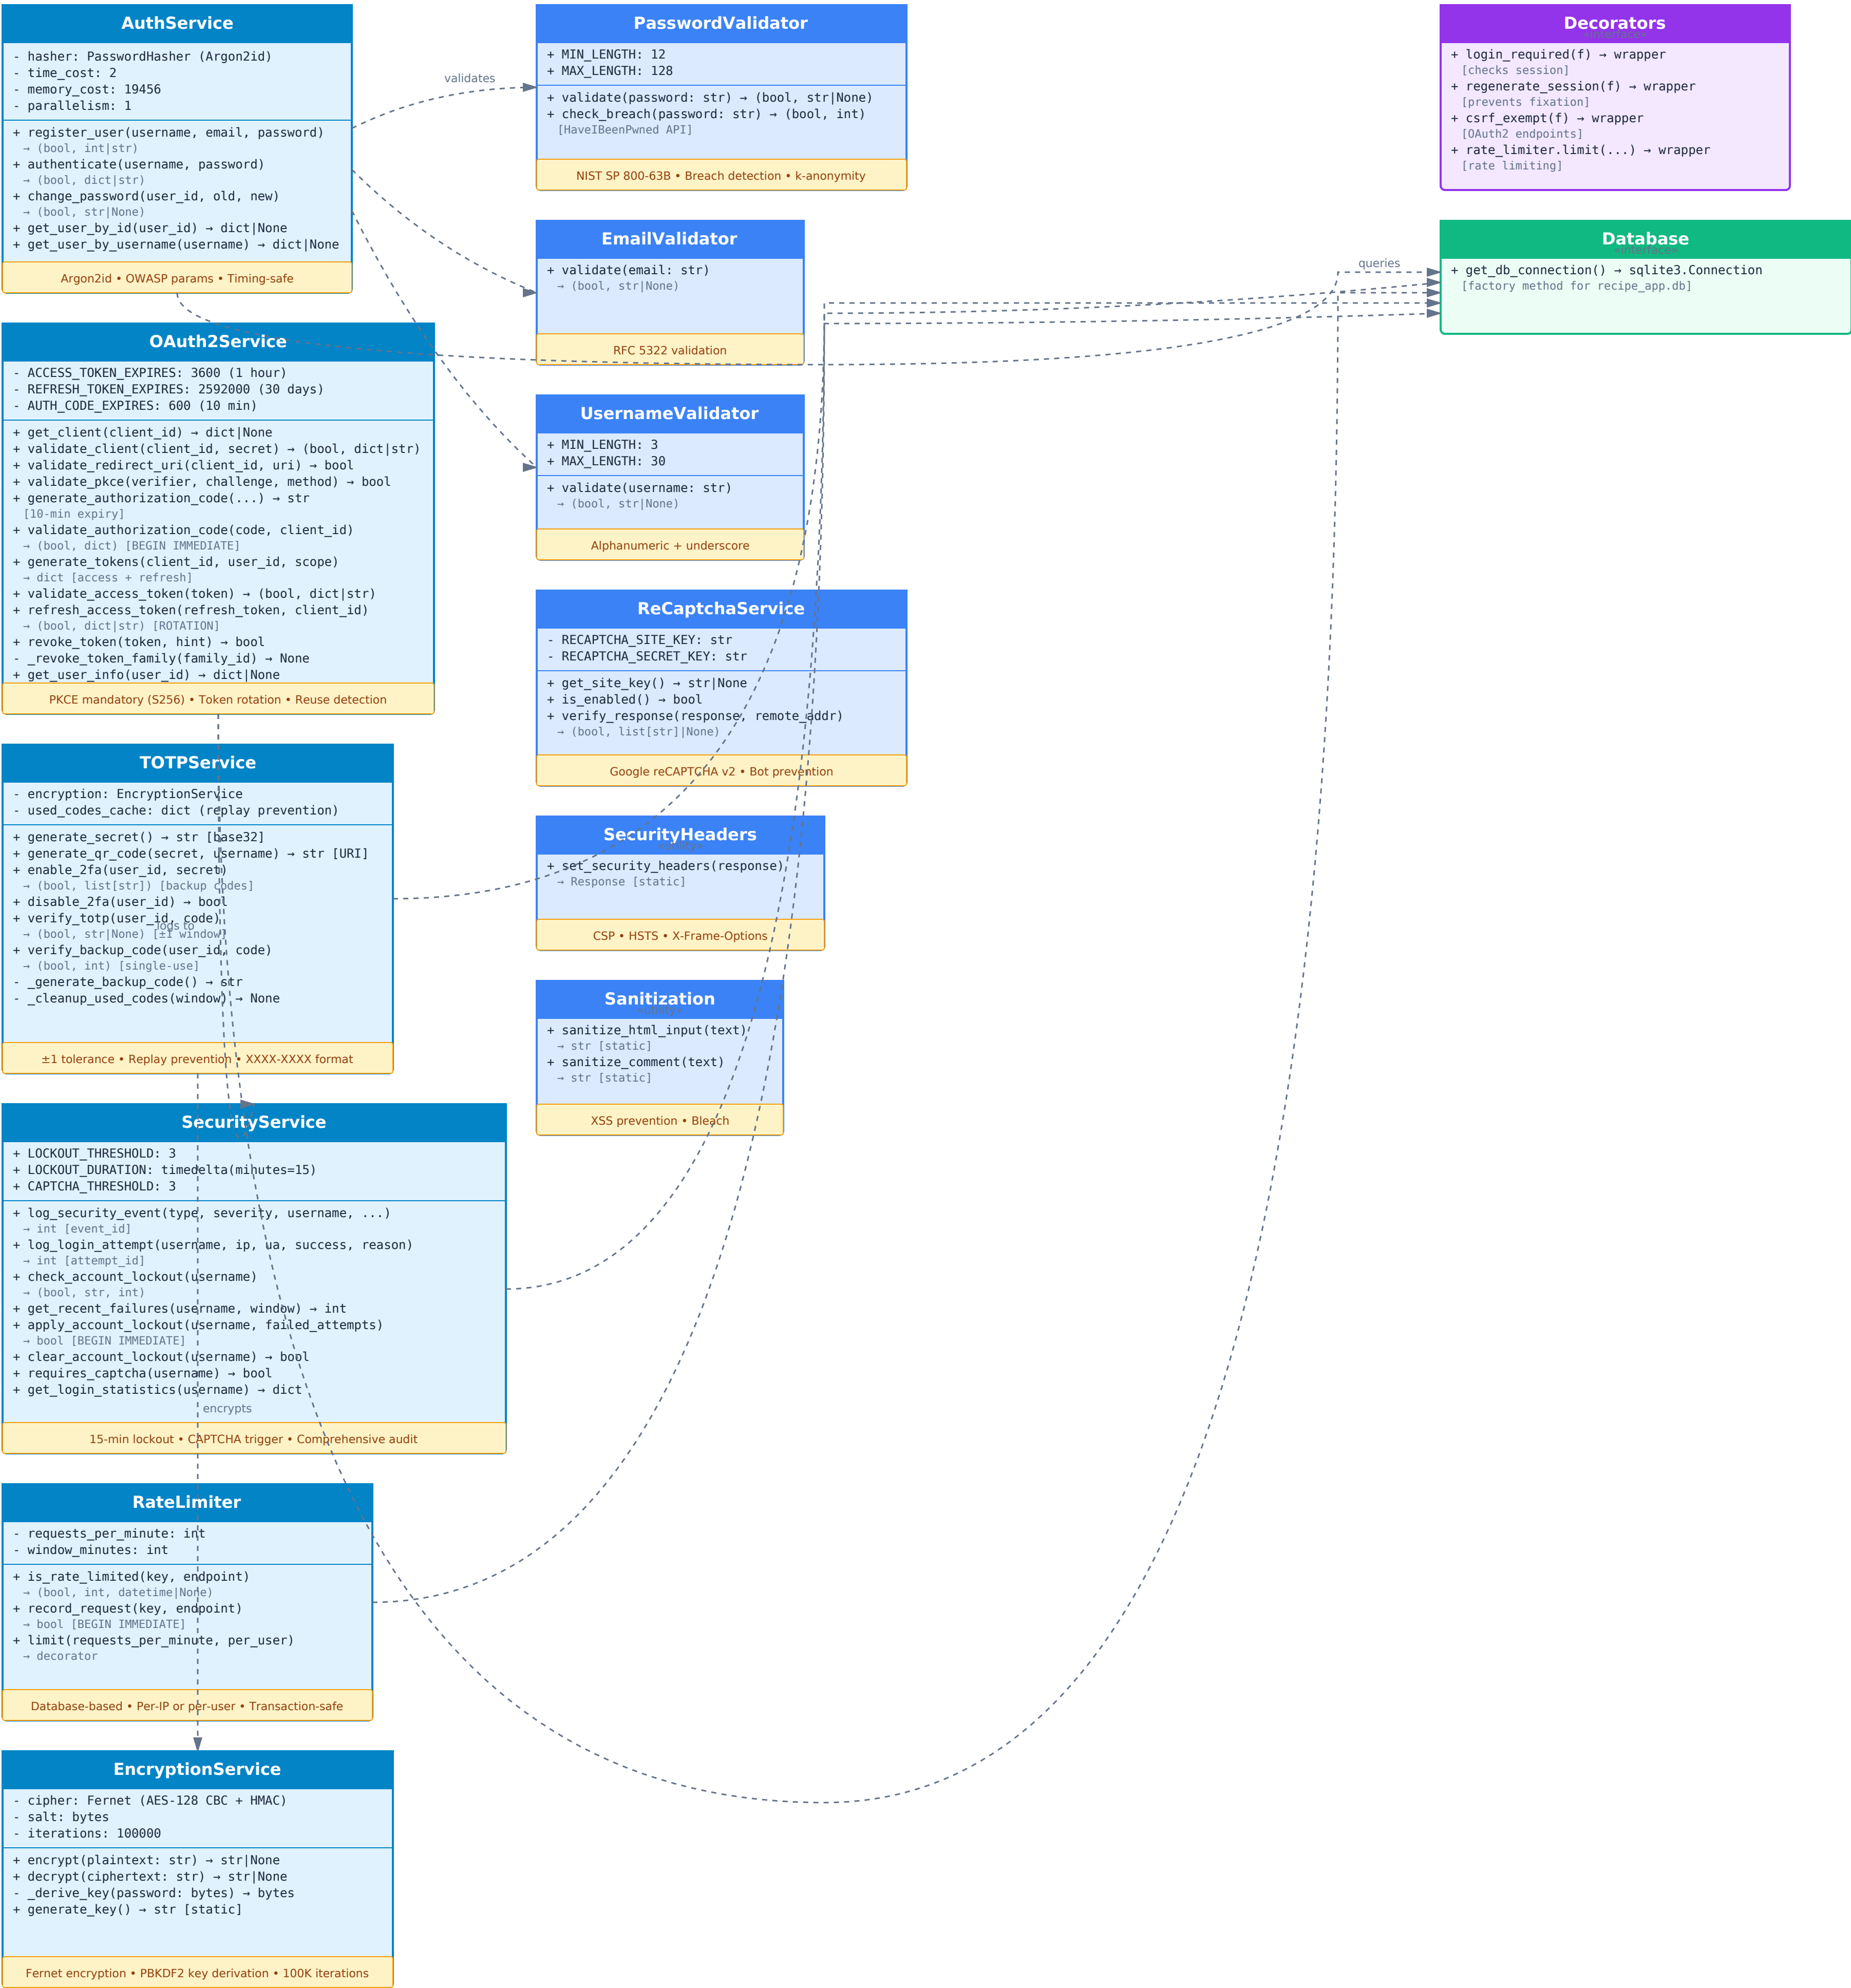 AuthService
- hasher: PasswordHasher (Argon2id)
- time_cost: 2
- memory_cost: 19456
- parallelism: 1
+ register_user(username, email, password)
→ (bool, int|str)
+ authenticate(username, password)
→ (bool, dict|str)
+ change_password(user_id, old, new)
→ (bool, str|None)
+ get_user_by_id(user_id) → dict|None
+ get_user_by_username(username) → dict|None
Argon2id • OWASP params • Timing-safe
OAuth2Service
- ACCESS_TOKEN_EXPIRES: 3600 (1 hour)
- REFRESH_TOKEN_EXPIRES: 2592000 (30 days)
- AUTH_CODE_EXPIRES: 600 (10 min)
+ get_client(client_id) → dict|None
+ validate_client(client_id, secret) → (bool, dict|str)
+ validate_redirect_uri(client_id, uri) → bool
+ validate_pkce(verifier, challenge, method) → bool
+ generate_authorization_code(...) → str
[10-min expiry]
+ validate_authorization_code(code, client_id)
→ (bool, dict) [BEGIN IMMEDIATE]
+ generate_tokens(client_id, user_id, scope)
→ dict [access + refresh]
+ validate_access_token(token) → (bool, dict|str)
+ refresh_access_token(refresh_token, client_id)
→ (bool, dict|str) [ROTATION]
+ revoke_token(token, hint) → bool
- _revoke_token_family(family_id) → None
+ get_user_info(user_id) → dict|None
PKCE mandatory (S256) • Token rotation • Reuse detection
TOTPService
- encryption: EncryptionService
- used_codes_cache: dict (replay prevention)
+ generate_secret() → str [base32]
+ generate_qr_code(secret, username) → str [URI]
+ enable_2fa(user_id, secret)
→ (bool, list[str]) [backup codes]
+ disable_2fa(user_id) → bool
+ verify_totp(user_id, code)
logs to
→ (bool, str|None) [±1 window]
+ verify_backup_code(user_id, code)
→ (bool, int) [single-use]
- _generate_backup_code() → str
- _cleanup_used_codes(window) → None
±1 tolerance • Replay prevention • XXXX-XXXX format
SecurityService
+ LOCKOUT_THRESHOLD: 3
+ LOCKOUT_DURATION: timedelta(minutes=15)
+ CAPTCHA_THRESHOLD: 3
+ log_security_event(type, severity, username, ...)
→ int [event_id]
+ log_login_attempt(username, ip, ua, success, reason)
→ int [attempt_id]
+ check_account_lockout(username)
→ (bool, str, int)
+ get_recent_failures(username, window) → int
+ apply_account_lockout(username, failed_attempts)
→ bool [BEGIN IMMEDIATE]
+ clear_account_lockout(username) → bool
+ requires_captcha(username) → bool
+ get_login_statistics(username) → dict
encrypts
15-min lockout • CAPTCHA trigger • Comprehensive audit
RateLimiter
- requests_per_minute: int
- window_minutes: int
+ is_rate_limited(key, endpoint)
→ (bool, int, datetime|None)
+ record_request(key, endpoint)
→ bool [BEGIN IMMEDIATE]
+ limit(requests_per_minute, per_user)
→ decorator
Database-based • Per-IP or per-user • Transaction-safe
EncryptionService
- cipher: Fernet (AES-128 CBC + HMAC)
- salt: bytes
- iterations: 100000
+ encrypt(plaintext: str) → str|None
+ decrypt(ciphertext: str) → str|None
- _derive_key(password: bytes) → bytes
+ generate_key() → str [static]
Fernet encryption • PBKDF2 key derivation • 100K iterations
validates
PasswordValidator
+ MIN_LENGTH: 12
+ MAX_LENGTH: 128
+ validate(password: str) → (bool, str|None)
+ check_breach(password: str) → (bool, int)
[HaveIBeenPwned API]
NIST SP 800-63B • Breach detection • k-anonymity
EmailValidator
+ validate(email: str)
→ (bool, str|None)
RFC 5322 validation
UsernameValidator
+ MIN_LENGTH: 3
+ MAX_LENGTH: 30
+ validate(username: str)
→ (bool, str|None)
Alphanumeric + underscore
ReCaptchaService
- RECAPTCHA_SITE_KEY: str
- RECAPTCHA_SECRET_KEY: str
+ get_site_key() → str|None
+ is_enabled() → bool
+ verify_response(response, remote_addr)
→ (bool, list[str]|None)
Google reCAPTCHA v2 • Bot prevention
SecurityHeaders
«utility»
+ set_security_headers(response)
→ Response [static]
CSP • HSTS • X-Frame-Options
Sanitization
«utility»
+ sanitize_html_input(text)
→ str [static]
+ sanitize_comment(text)
→ str [static]
XSS prevention • Bleach
Decorators
«interface»
+ login_required(f) → wrapper
[checks session]
+ regenerate_session(f) → wrapper
[prevents fixation]
+ csrf_exempt(f) → wrapper
[OAuth2 endpoints]
+ rate_limiter.limit(...) → wrapper
[rate limiting]
queries
Database
«interface»
+ get_db_connection() → sqlite3.Connection
[factory method for recipe_app.db]